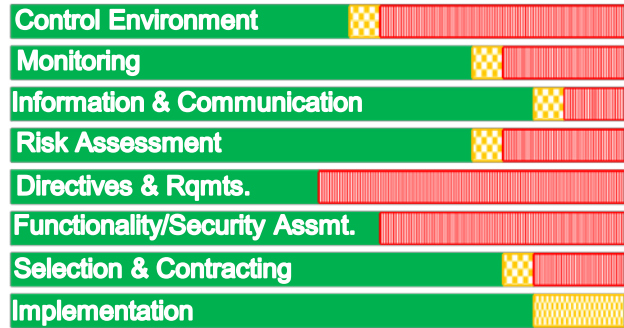 Control Environment
Monitoring
Information & Communication
Risk Assessment
Directives & Rqmts.
Functionality/Security Assmt.
Selection & Contracting
Implementation